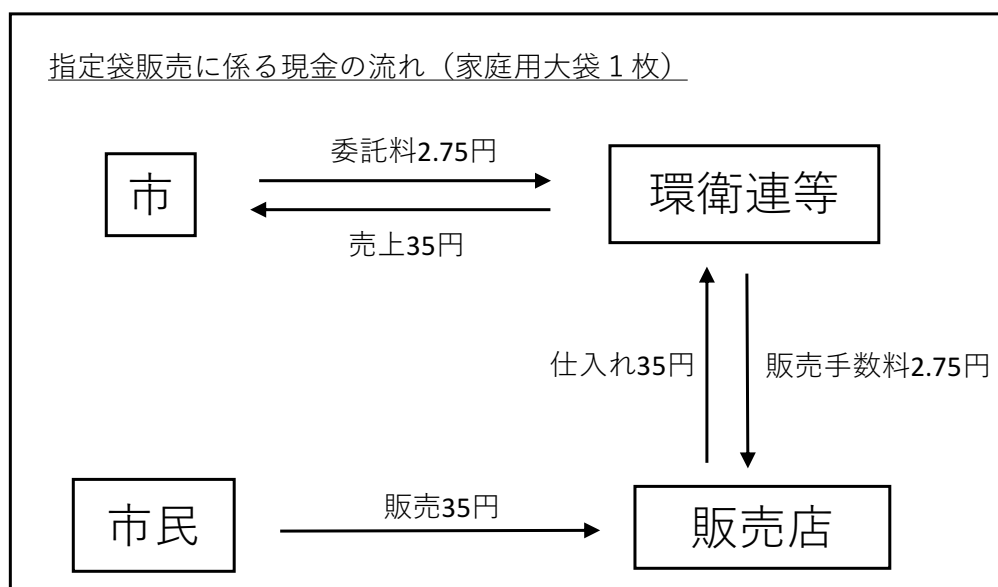 指定袋販売に係る現金の流れ(家庭用大袋1枚)
委託料2.75円
市
環衛連等
売上35円
仕入れ35円
販売手数料2.75円
市民
販売35円
販売店